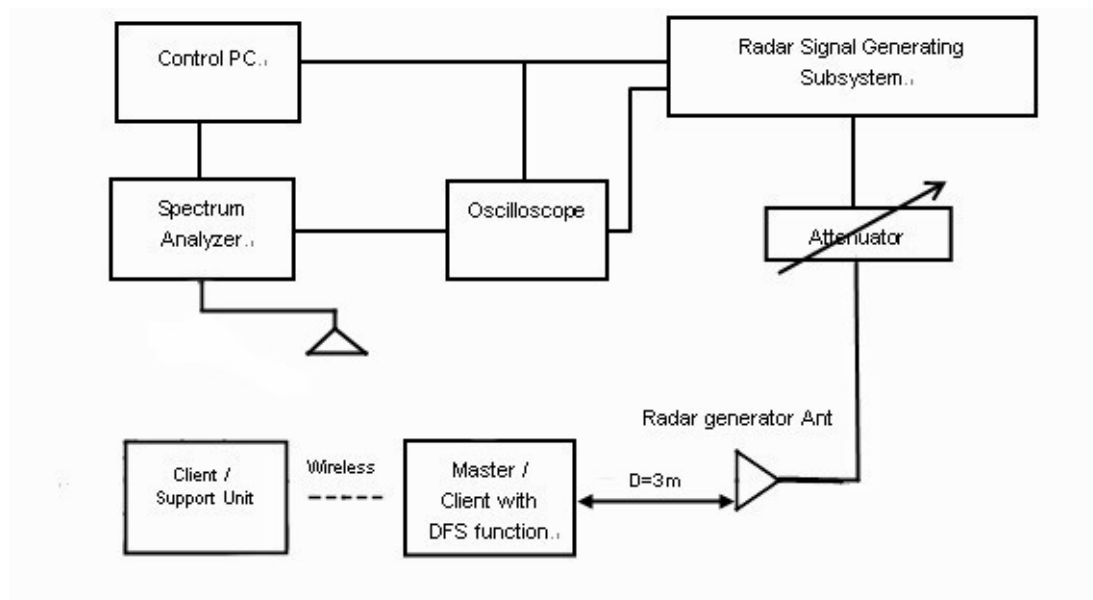 Control PC
Radar Signal Generating
Subsystem
Spectrum
Analyzer
Oscilloscope
Attenuator
Radar generator Ant
Client /
Support Unit
Wireless
Master /
Client with
DFS function
D=3m